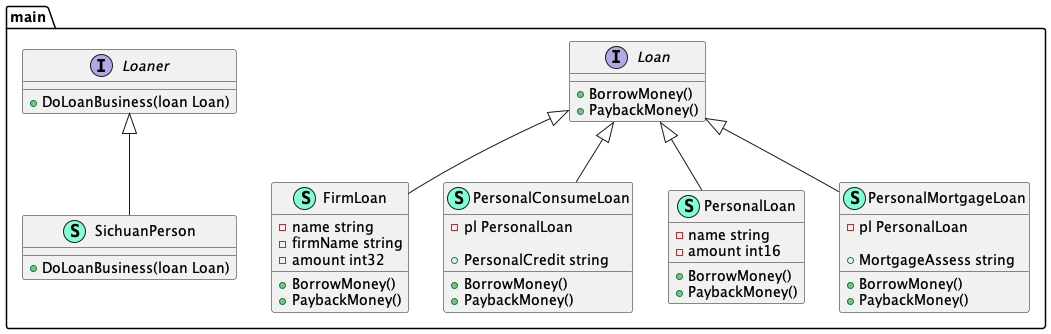 main
I Loaner
DoLoanBusiness(loan Loan)
I Loan
BorrowMoney()
PaybackMoney()
S SichuanPerson
DoLoanBusiness(loan Loan)
S FirmLoan
name string
firmName string
amount int32
BorrowMoney()
PaybackMoney()
S PersonalConsumeLoan
pl PersonalLoan
PersonalCredit string
BorrowMoney()
PaybackMoney()
S PersonalLoan
name string
amount int16
BorrowMoney()
PaybackMoney()
S PersonalMortgageLoan
pl PersonalLoan
MortgageAssess string
BorrowMoney()
PaybackMoney()